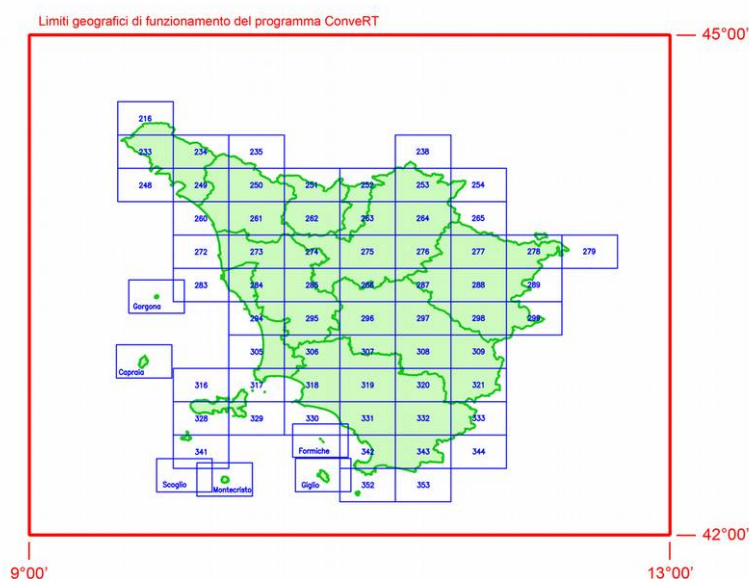 Limiti geografici di funzionamento del programma ConveRT
45°00'
216
233 234 235 238
248 249 250 251 252 253 254
260 261 262 263 264 265
272 273 274 275 276 277 278 279
283 284 285 286 287 288 289
Gorgona
294 295 296 297 298 299
305 306 307 308 309
Capraia
316 317 318 319 320 321
328 329 330 331 332 333
341 Formiche 342 343 344
Scoglio Montecristo Giglio 352 353
42°00'
9°00' 13°00'